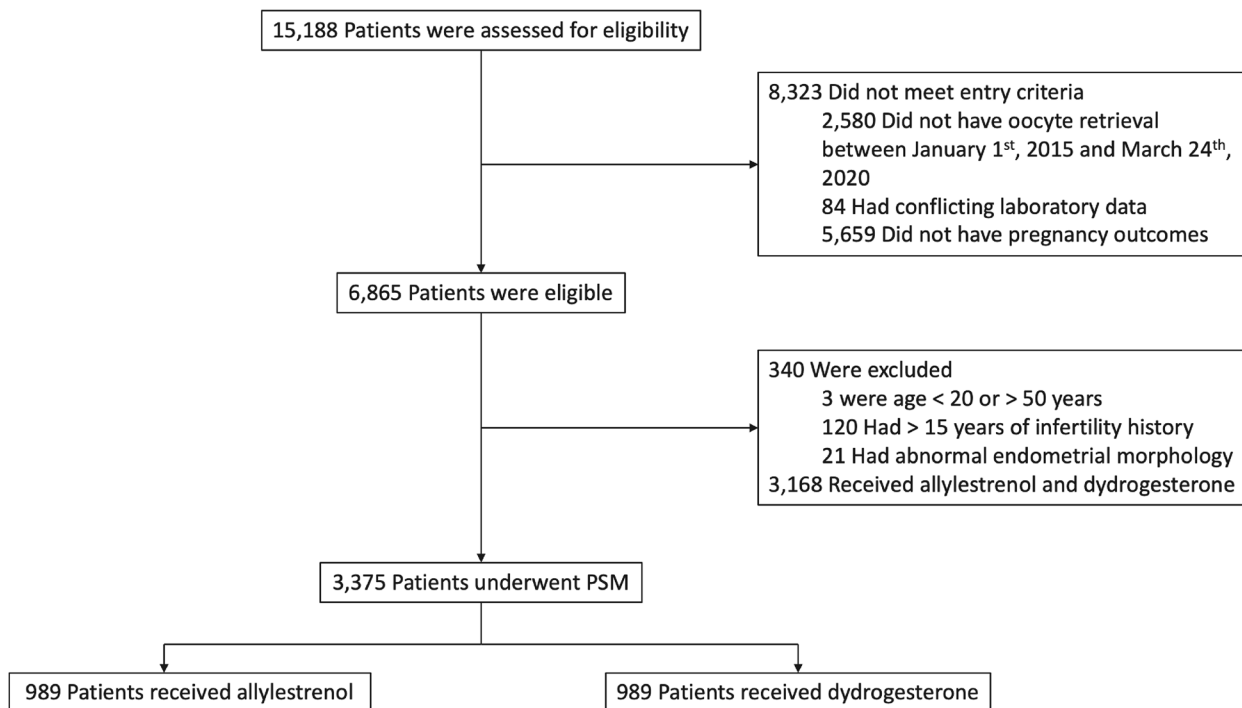 15,188 Patients were assessed for eligibility
8,323 Did not meet entry criteria
2,580 Did not have oocyte retrieval
between January 1st, 2015 and March 24th,
2020
84 Had conflicting laboratory data
5,659 Did not have pregnancy outcomes
6,865 Patients were eligible
340 Were excluded
3 were age < 20 or > 50 years
120 Had > 15 years of infertility history
21 Had abnormal endometrial morphology
3,168 Received allylestrenol and dydrogesterone
3,375 Patients underwent PSM
989 Patients received allylestrenol
989 Patients received dydrogesterone